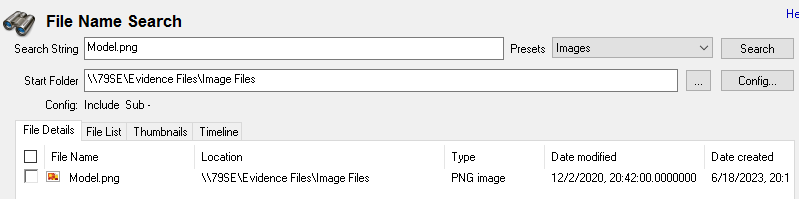 He
File Name Search
Search String Model.png Presets Images Search
Start Folder \\79SE\Evidence Files\Image Files ... Config...
Config: Include Sub -
File Details File List Thumbnails Timeline
File Name Location Type Date modified Date created
Model.png \\79SE\Evidence Files\Image Files PNG image 12/2/2020, 20:42:00.0000000 6/18/2023, 20:1